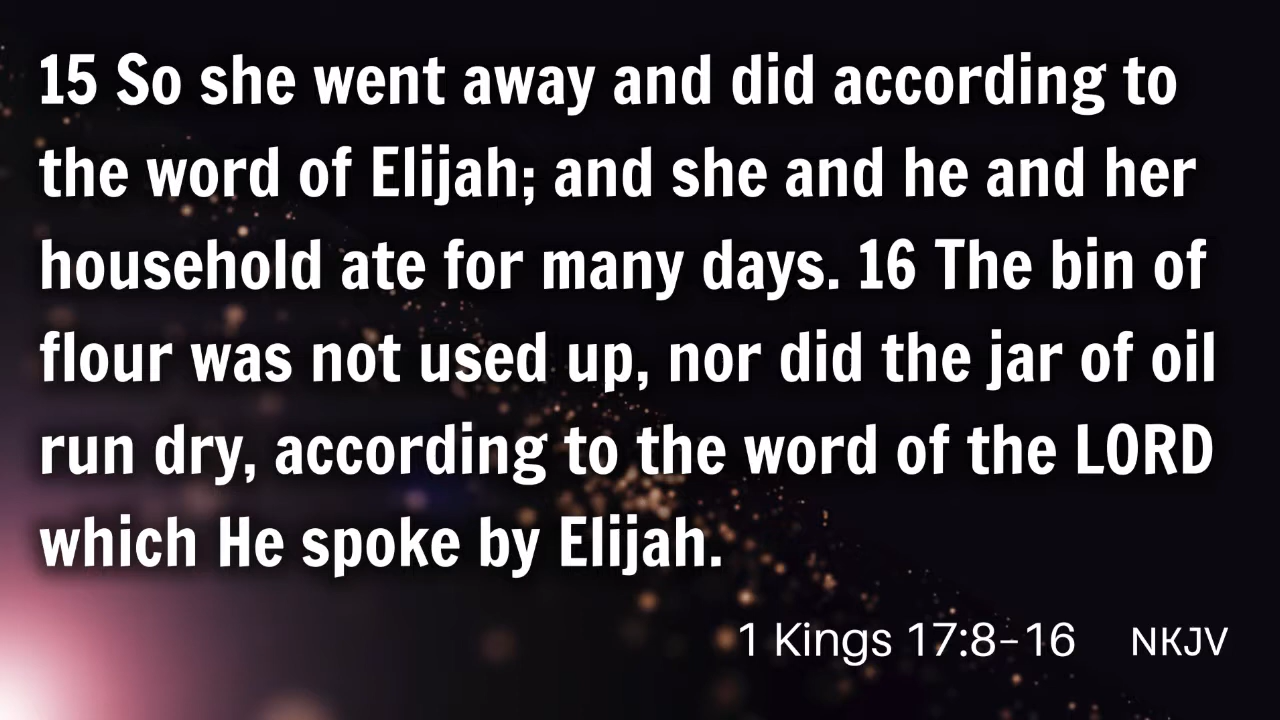 15 So she went away and did according to
the word of Elijah; and she and he and her
household ate for many days. 16 The bin of
flour was not used up, nor did the jar of oil
run dry, according to the word of the LORD
which He spoke by Elijah.
1 Kings 17:8-16 NKJV